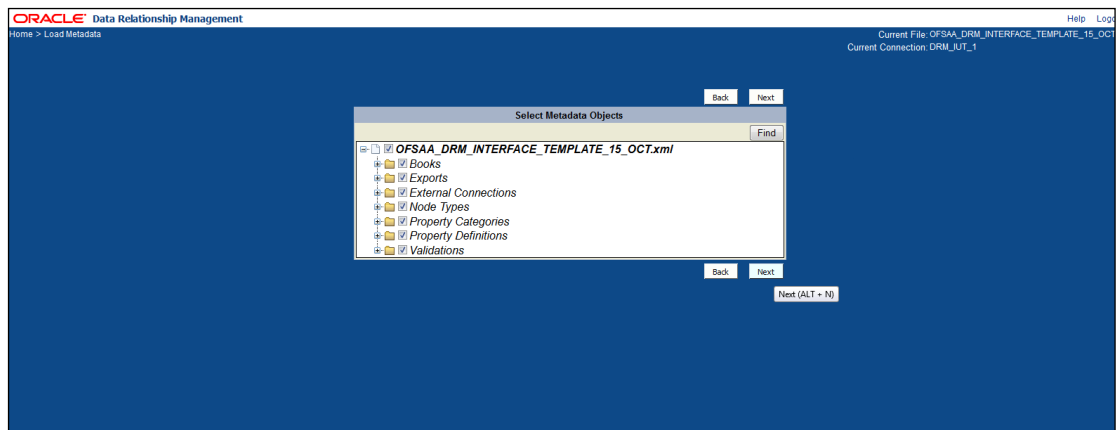 ORACLE® Data Relationship Management
Help
Home > Load Metadata
Current File: OFSAA_DRM_INTERFACE_TEMPLATE_15_OCT
Current Connection: DRM_IUT_1
Back Next
Select Metadata Objects
Find
OFSAA_DRM_INTERFACE_TEMPLATE_15_OCT.xml
Books
Exports
External Connections
Node Types
Property Categories
Property Definitions
Validations
Back Next
Next (ALT + N)